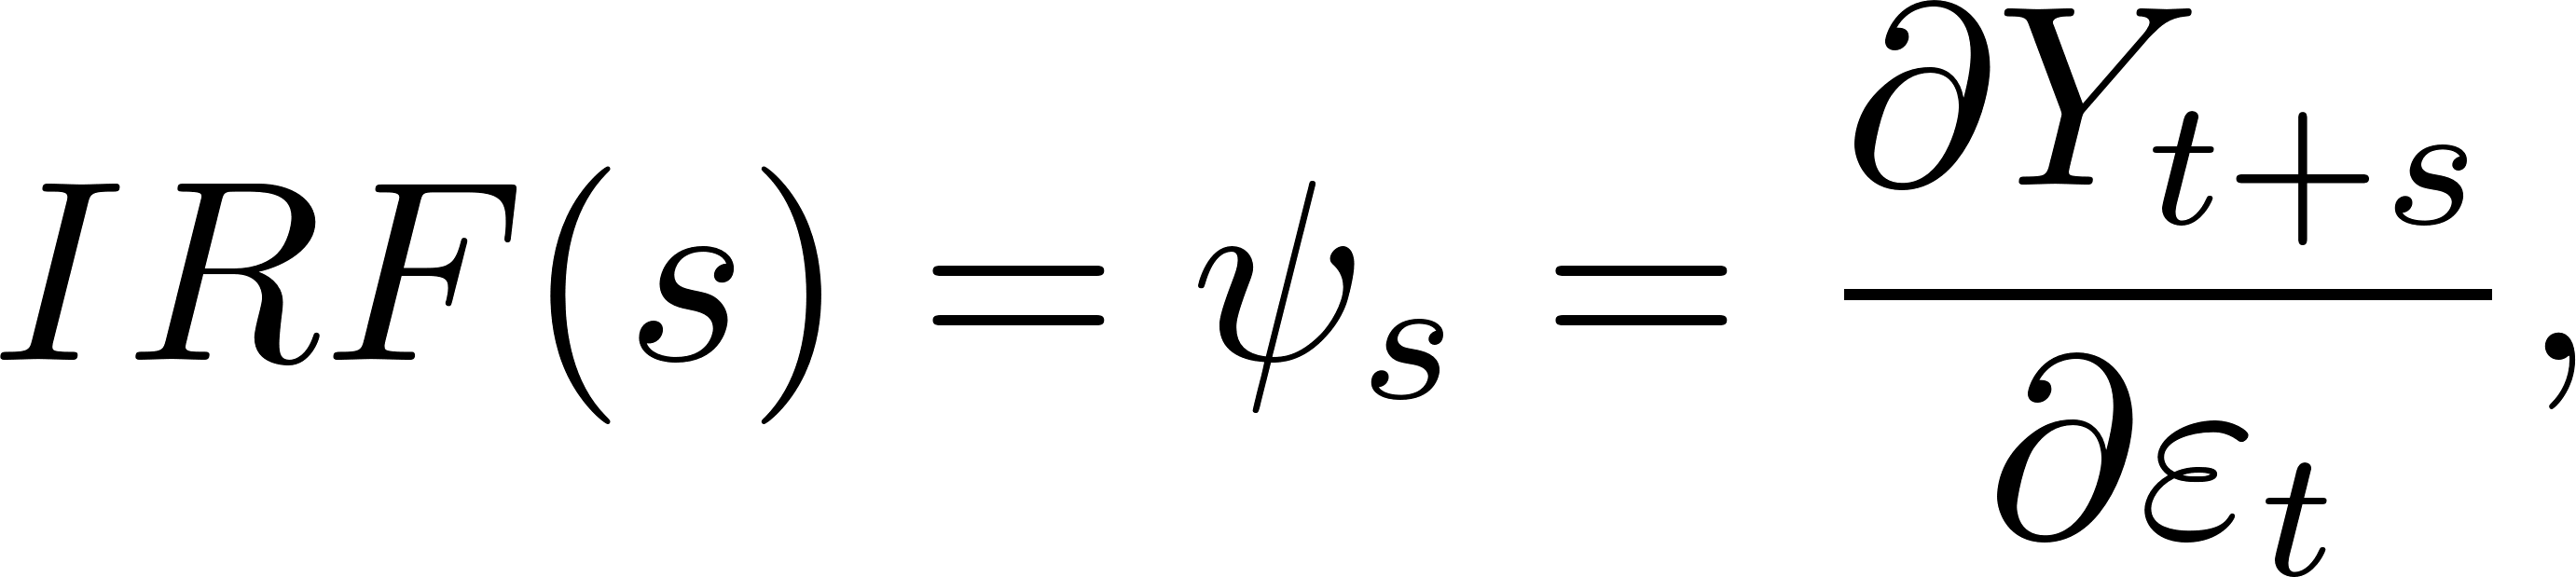 IRF(s) = ψ_s = ∂Y_{t+s} / ∂ε_t ,